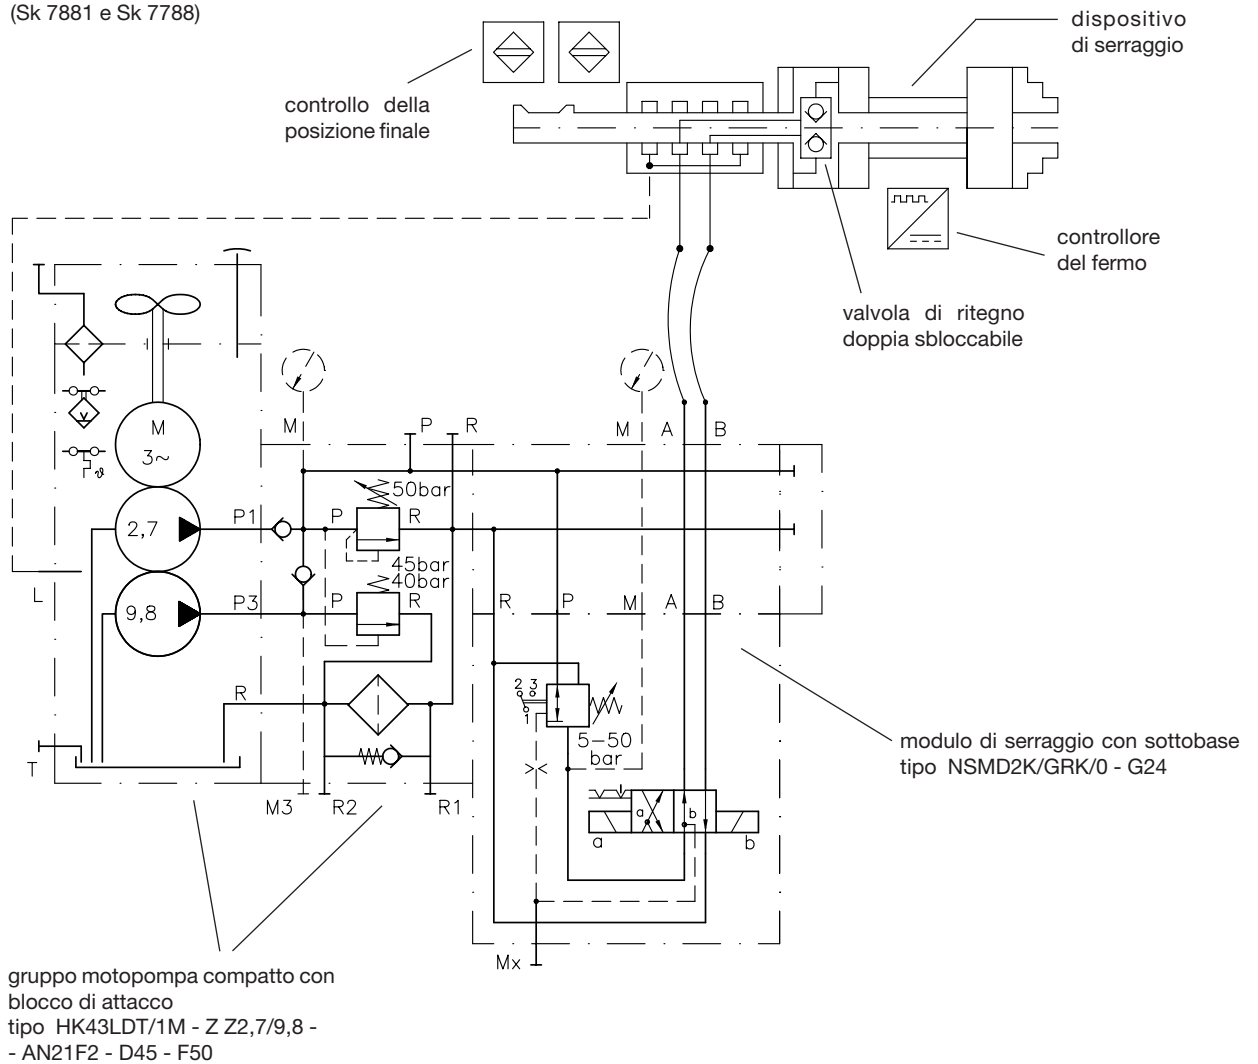 (Sk 7881 e Sk 7788)
dispositivo
di serraggio
controllo della
posizione finale
controllore
del fermo
valvola di ritegno
doppia sbloccabile
M
3~
ϑ
M
P
R
M
A
B
50bar
2,7
P1
P
R
45bar
40bar
L
9,8
P3
P
R
R
P
M
A
B
R
2 3
1
5-50
bar
T
M3
R2
R1
a
b
a
b
Mx
modulo di serraggio con sottobase
tipo NSMD2K/GRK/0 - G24
gruppo motopompa compatto con
blocco di attacco
tipo HK43LDT/1M - Z Z2,7/9,8 -
- AN21F2 - D45 - F50